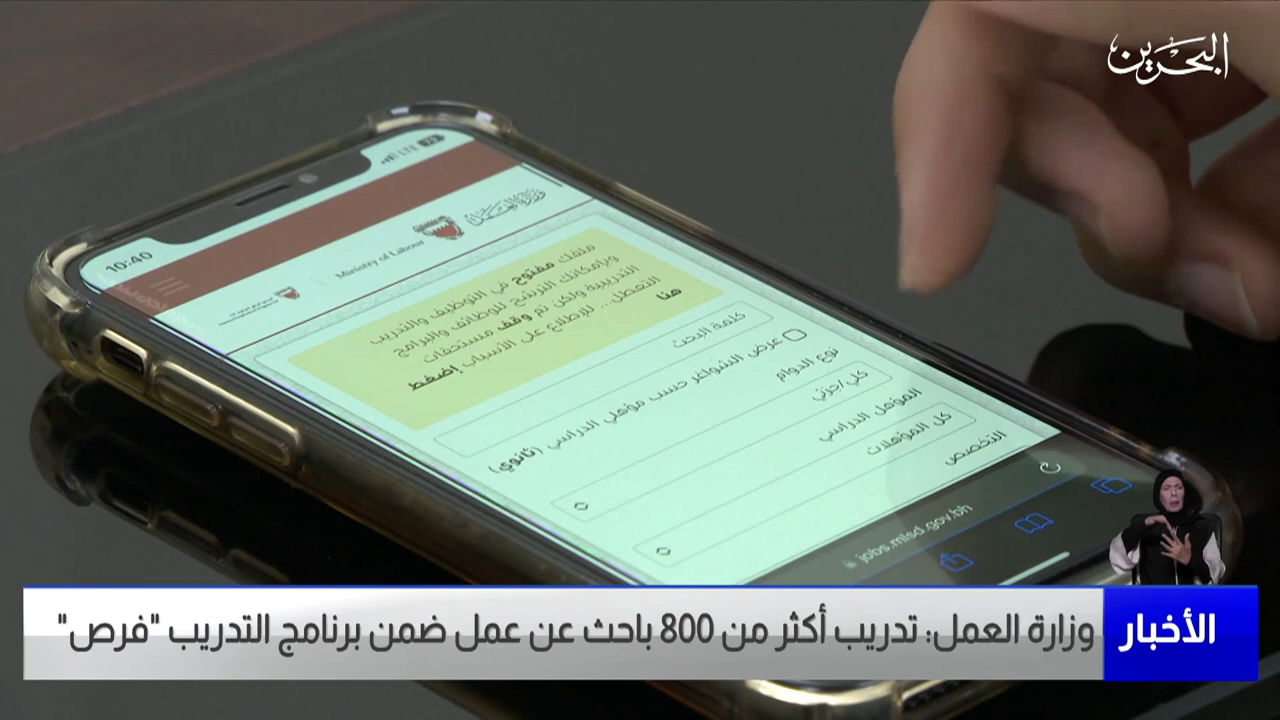 البحرين
10:40
LTE
79
وزارة العمل
Ministry of Labour
ملفك مفتوح في التوظيف والتدريب
وبإمكانك الترشح للوظائف والبرامج
التدريبية ولكن تم وقف مستحقات
التعطل... للإطلاع على الأسباب إضغط
هنا
كلمة البحث
عرض الشواغر حسب مؤهلي الدراسي (ثانوي)
نوع الدوام
كلي/جزئي
المؤهل الدراسي
كل المؤهلات
التخصص
jobs.mlsd.gov.bh
الأخبار
وزارة العمل: تدريب أكثر من 800 باحث عن عمل ضمن برنامج التدريب "فرص"